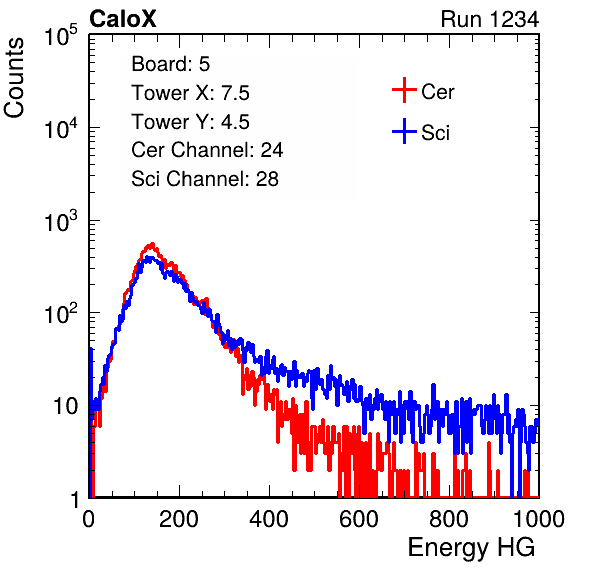 CaloX Run 1234
Counts
10^5
10^4
10^3
10^2
10
1
Board: 5
Tower X: 7.5
Tower Y: 4.5
Cer Channel: 24
Sci Channel: 28
Cer
Sci
0 200 400 600 800 1000
Energy HG